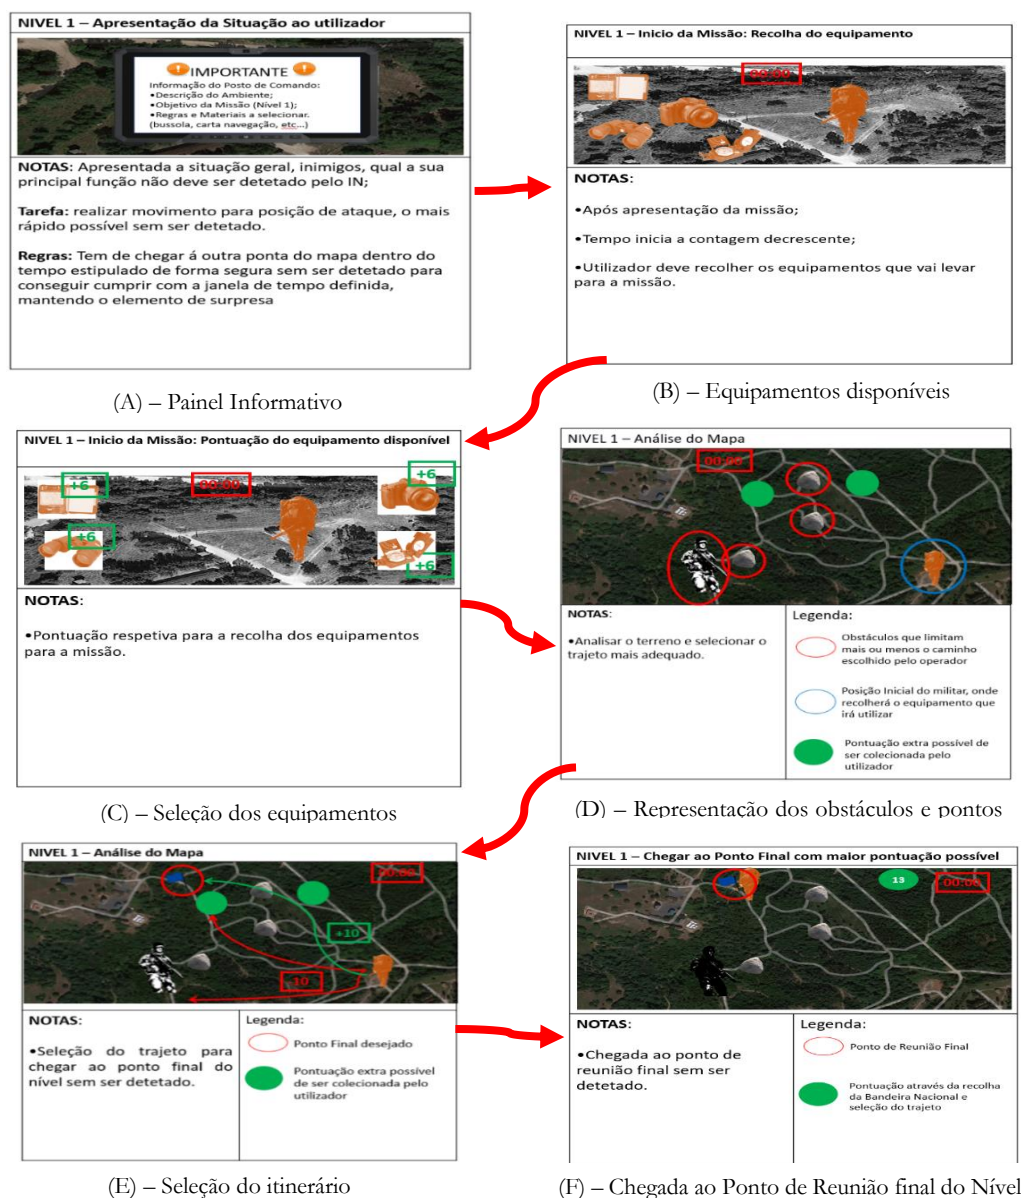 NIVEL 1 – Apresentação da Situação ao utilizador
IMPORTANTE
Informação do Posto de Comando:
•Descrição do Ambiente;
•Objetivo da Missão (Nível 1);
•Regras e Materiais a selecionar.
(bussola, carta navegação, etc...)
NOTAS: Apresentada a situação geral, inimigos, qual a sua
principal função não deve ser detetado pelo IN;
Tarefa: realizar movimento para posição de ataque, o mais
rápido possível sem ser detetado.
Regras: Tem de chegar á outra ponta do mapa dentro do
tempo estipulado de forma segura sem ser detetado para
conseguir cumprir com a janela de tempo definida,
mantendo o elemento de surpresa
(A) – Painel Informativo
NIVEL 1 – Inicio da Missão: Recolha do equipamento
00:00
NOTAS:
•Após apresentação da missão;
•Tempo inicia a contagem decrescente;
•Utilizador deve recolher os equipamentos que vai levar
para a missão.
(B) – Equipamentos disponíveis
NIVEL 1 – Inicio da Missão: Pontuação do equipamento disponível
+6
00:00
+6
+6
+6
NOTAS:
•Pontuação respetiva para a recolha dos equipamentos
para a missão.
(C) – Seleção dos equipamentos
NIVEL 1 – Análise do Mapa
00:00
NOTAS:
•Analisar o terreno e selecionar o
trajeto mais adequado.
Legenda:
Obstáculos que limitam
mais ou menos o caminho
escolhido pelo operador
Posição Inicial do militar, onde
recolherá o equipamento que
irá utilizar
Pontuação extra possível de
ser colecionada pelo
utilizador
(D) – Representação dos obstáculos e pontos
NIVEL 1 – Análise do Mapa
00:00
+10
-10
NOTAS:
•Seleção do trajeto para
chegar ao ponto final do
nível sem ser detetado.
Legenda:
Ponto Final desejado
Pontuação extra possível
de ser colecionada pelo
utilizador
(E) – Seleção do itinerário
NIVEL 1 – Chegar ao Ponto Final com maior pontuação possível
13
00:00
NOTAS:
•Chegada ao ponto de
reunião final sem ser
detetado.
Legenda:
Ponto de Reunião Final
Pontuação através da recolha
da Bandeira Nacional e
seleção do trajeto
(F) – Chegada ao Ponto de Reunião final do Nível